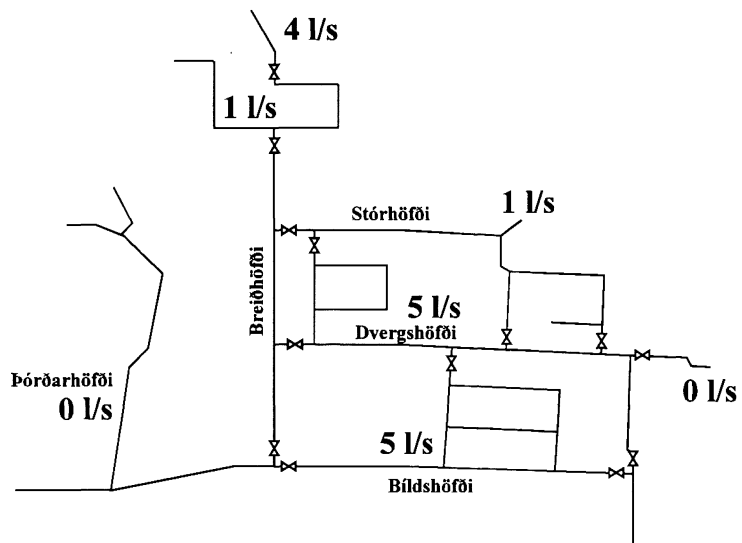 4 l/s
1 l/s
Stórhöfði
1 l/s
Breiðhöfði
5 l/s
Dvergshöfði
Þórðarhöfði
0 l/s
0 l/s
5 l/s
Bíldshöfði